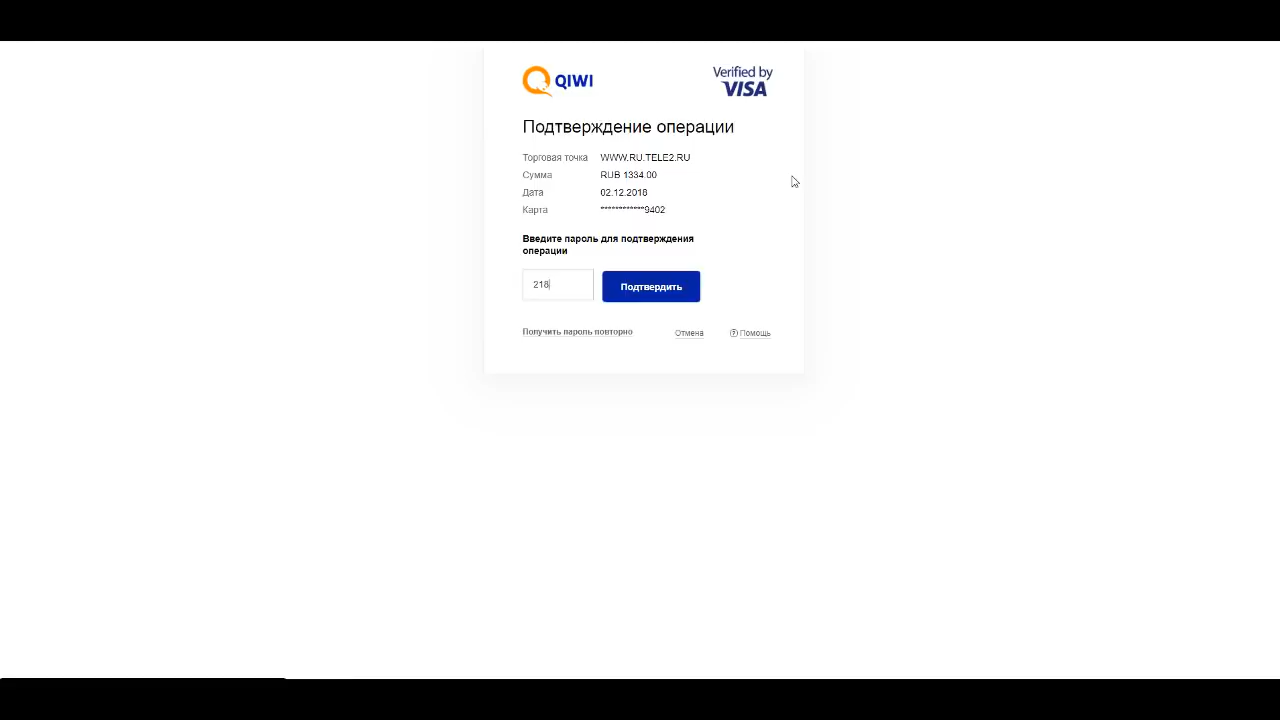 QIWI
Verified by
VISA
Подтверждение операции
Торговая точка WWW.RU.TELE2.RU
Сумма RUB 1334.00
Дата 02.12.2018
Карта ************9402
Введите пароль для подтверждения
операции
218
Подтвердить
Получить пароль повторно
Отмена
? Помощь